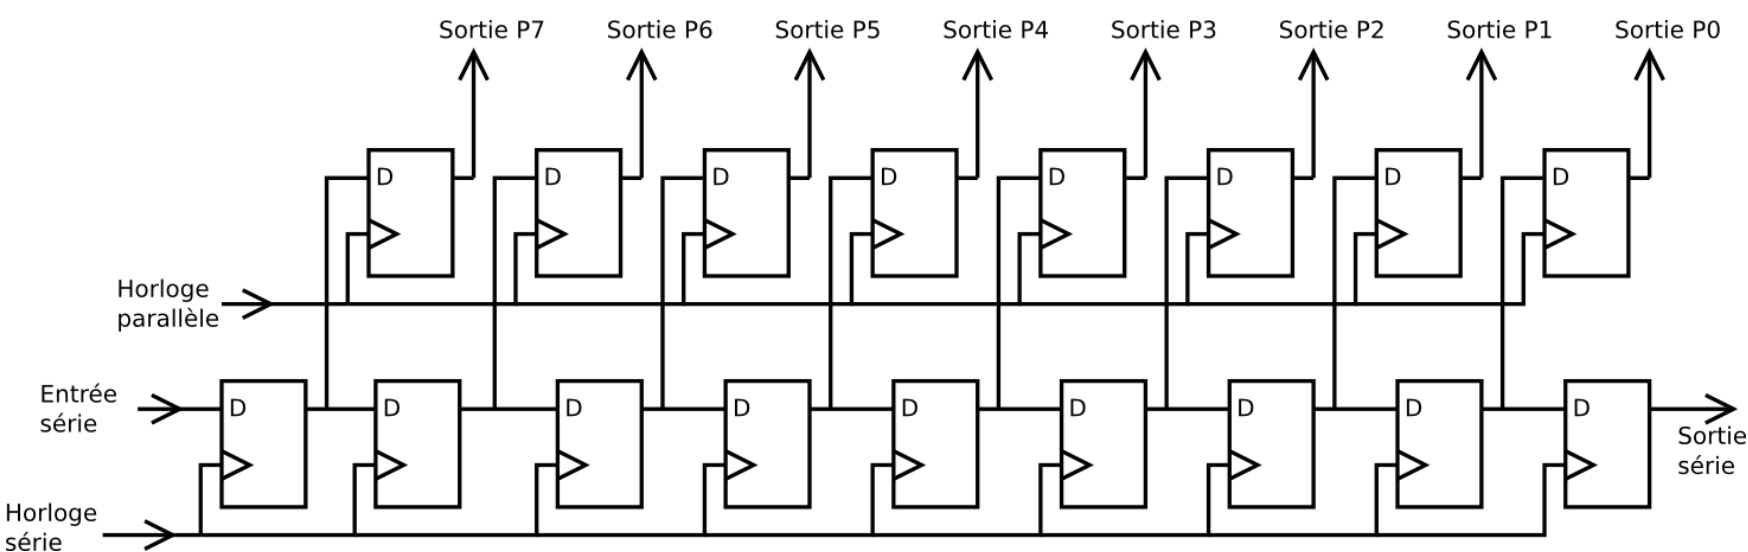 Sortie P7
Sortie P6
Sortie P5
Sortie P4
Sortie P3
Sortie P2
Sortie P1
Sortie P0
D
D
D
D
D
D
D
D
Horloge
parallèle
Entrée
série
D
D
D
D
D
D
D
D
D
Sortie
série
Horloge
série